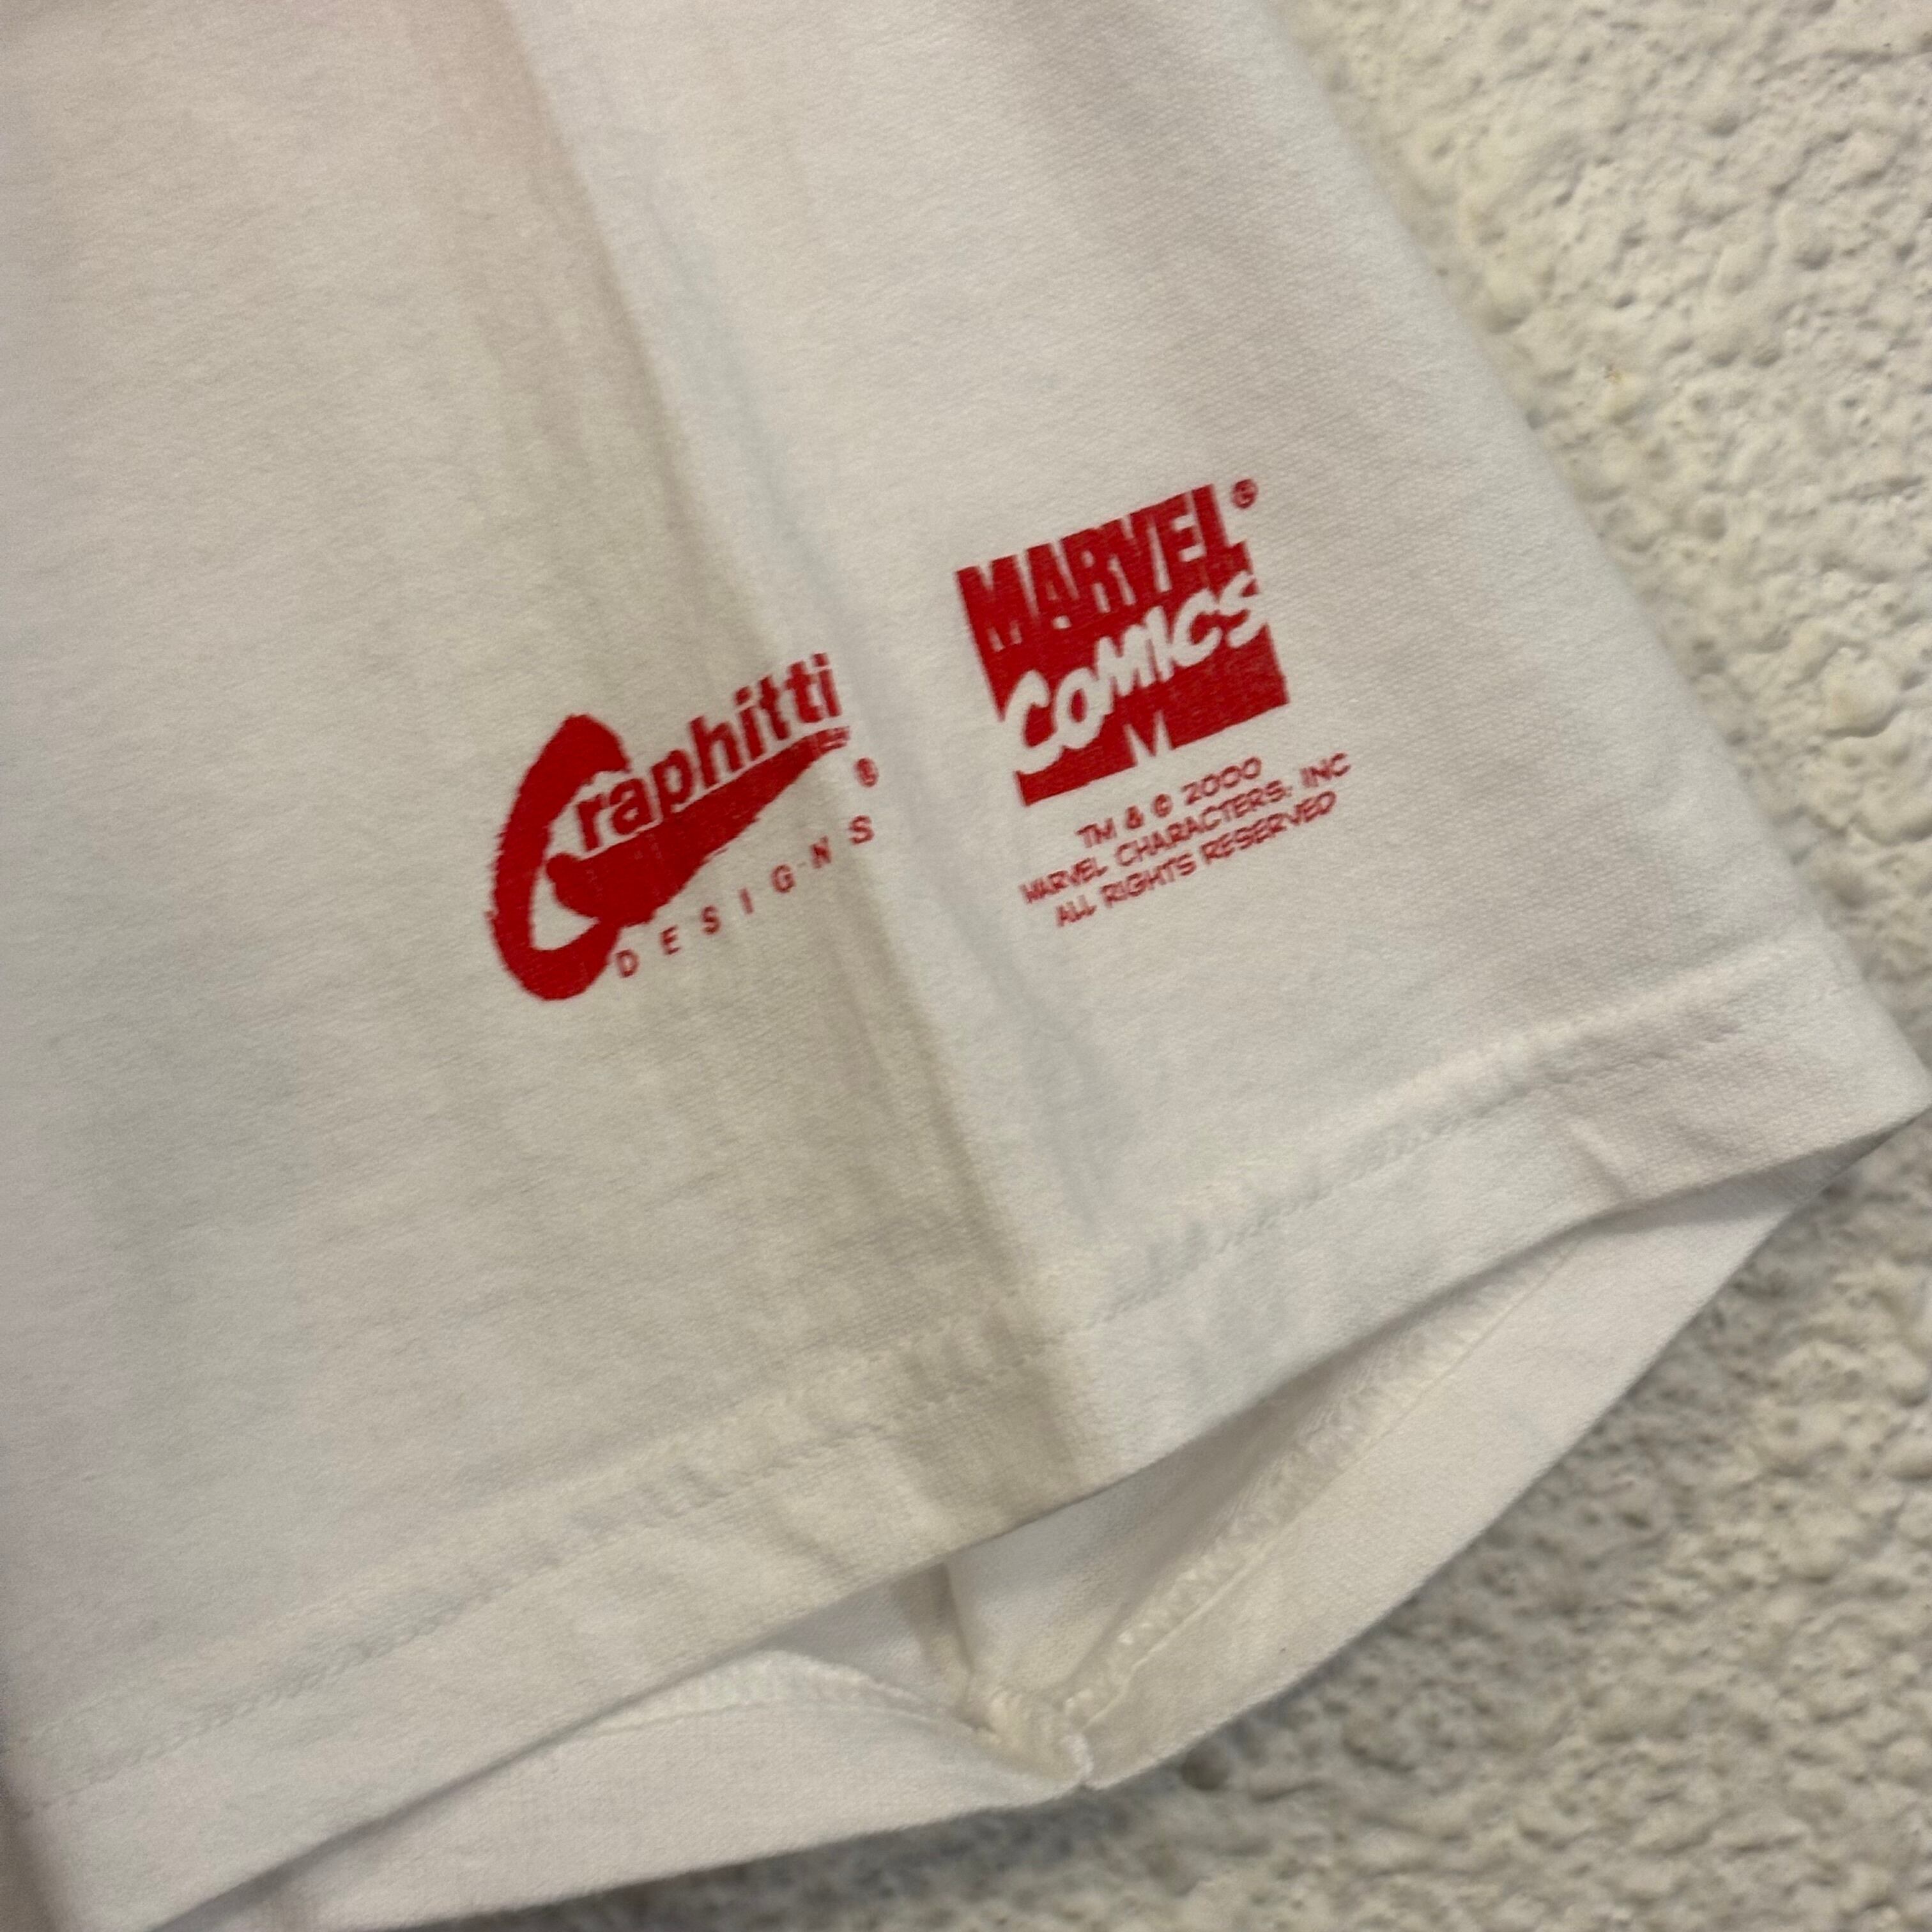 Graphitti
®
DESIGNS
MARVEL®
COMICS
M
TM & © 2000
MARVEL CHARACTERS, INC
ALL RIGHTS RESERVED